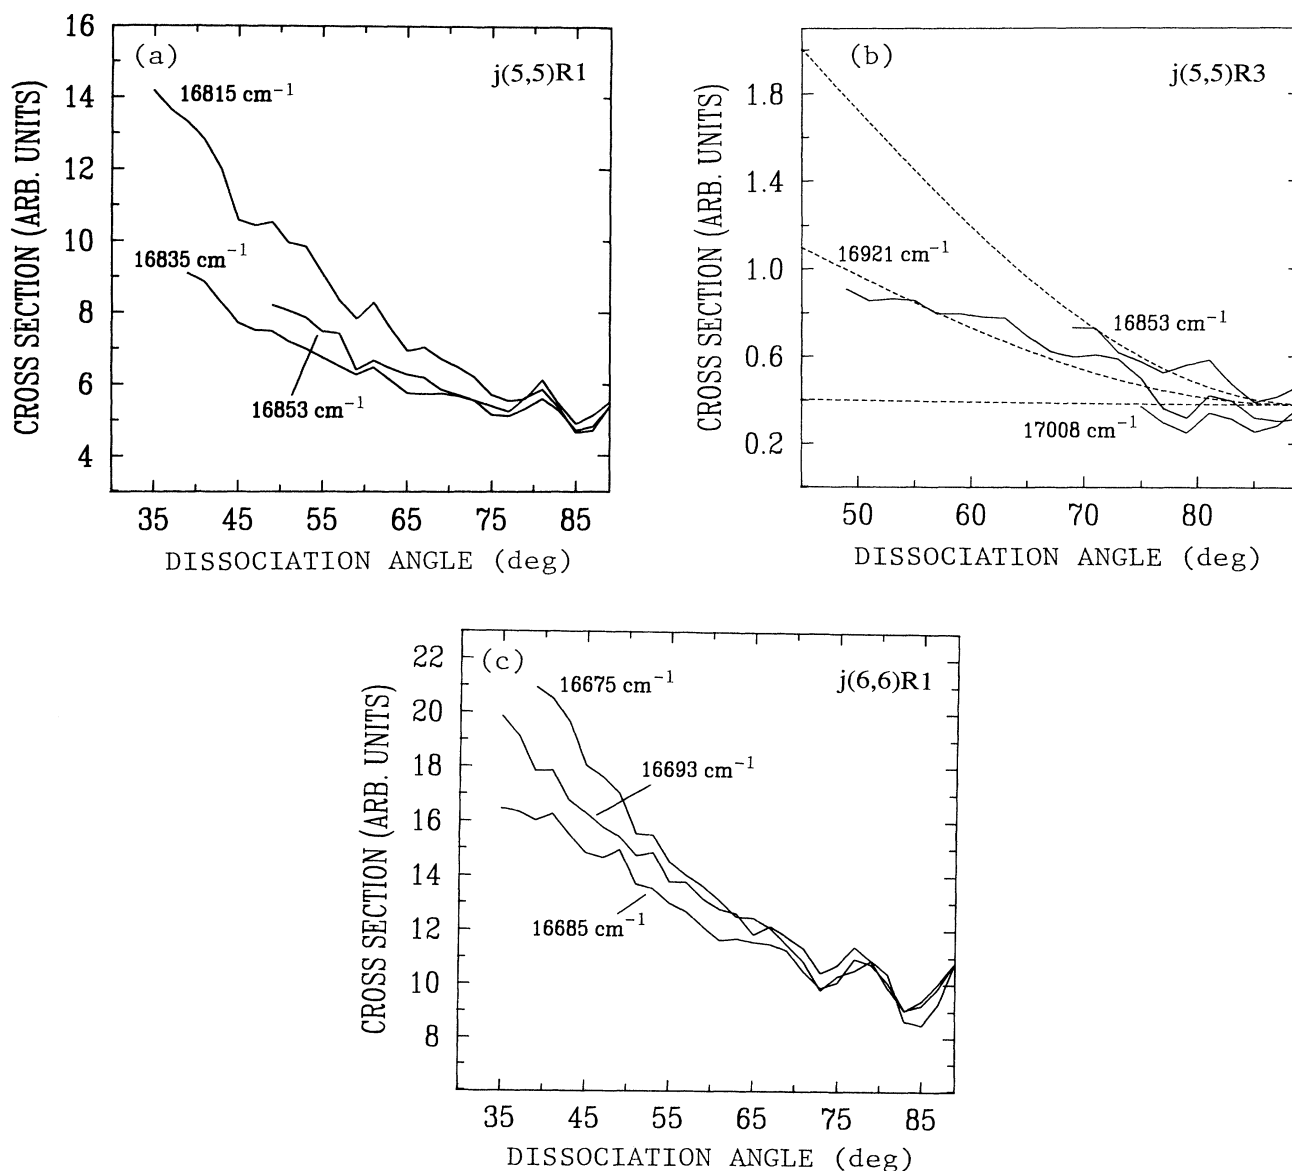 (a)
j(5,5)R1
16815 cm⁻¹
16835 cm⁻¹
16853 cm⁻¹
CROSS SECTION (ARB. UNITS)
16
14
12
10
8
6
4
35 45 55 65 75 85
DISSOCIATION ANGLE (deg)
(b)
j(5,5)R3
16921 cm⁻¹
16853 cm⁻¹
17008 cm⁻¹
CROSS SECTION (ARB. UNITS)
1.8
1.4
1.0
0.6
0.2
50 60 70 80
DISSOCIATION ANGLE (deg)
(c)
j(6,6)R1
16675 cm⁻¹
16693 cm⁻¹
16685 cm⁻¹
CROSS SECTION (ARB. UNITS)
22
20
18
16
14
12
10
8
35 45 55 65 75 85
DISSOCIATION ANGLE (deg)